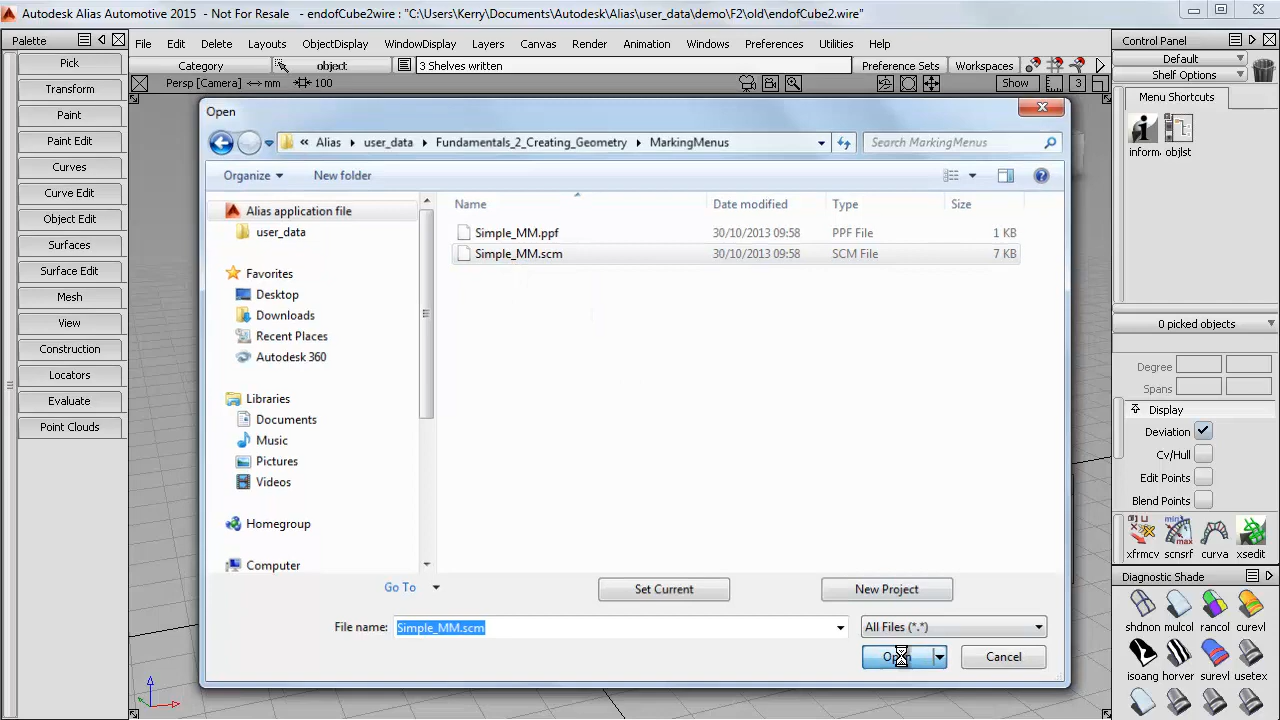 Autodesk Alias Automotive 2015 - Not For Resale - endofCube2wire : "C:\Users\Kerry\Documents\Autodesk\Alias\user_data\demo\F2\old\endofCube2.wire"
Palette
File Edit Delete Layouts ObjectDisplay WindowDisplay Layers Canvas Render Animation Windows Preferences Utilities Help
Control Panel
Default
Shelf Options
Category object 3 Shelves written Preference Sets Workspaces
Persp [Camera] <-> mm 100 Show 3
Pick
Transform
Paint
Paint Edit
Curves
Curve Edit
Object Edit
Surfaces
Surface Edit
Mesh
View
Construction
Locators
Evaluate
Point Clouds
Open
« Alias user_data Fundamentals_2_Creating_Geometry MarkingMenus
Search MarkingMenus
Organize New folder
Alias application file
user_data
Favorites
Desktop
Downloads
Recent Places
Autodesk 360
Libraries
Documents
Music
Pictures
Videos
Homegroup
Computer
Name Date modified Type Size
Simple_MM.ppf 30/10/2013 09:58 PPF File 1 KB
Simple_MM.scm 30/10/2013 09:58 SCM File 7 KB
Go To Set Current New Project
File name: Simple_MM.scm All Files (*.*)
Open Cancel
Menu Shortcuts
inform objlst
0 picked objects
Degree
Spans
Display
Deviation
Cv/Hull
Edit Points
Blend Points
xfrmcv scnsrf curva xsedit
Diagnostic Shade
mulcol curevl
isoang horver surevl usetex